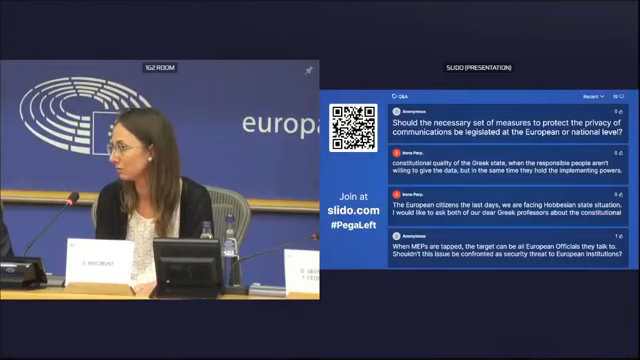 1G2 ROOM
SLIDO (PRESENTATION)
europa
Q&A
Recent
Anonymous
Should the necessary set of measures to protect the privacy of
communications be legislated at the European or national level?
Irene Perp.
constitutional quality of the Greek state, when the responsible people aren't
willing to give the data, but in the same time they hold the implementing powers.
Irene Perp.
The European citizens the last days, we are facing Hobbesian state situation.
I would like to ask both of our dear Greek professors about the constitutional
Anonymous
When MEPs are tapped, the target can be all European Officials they talk to.
Shouldn't this issue be confronted as security threat to European Institutions?
Join at
slido.com
#PegaLeft